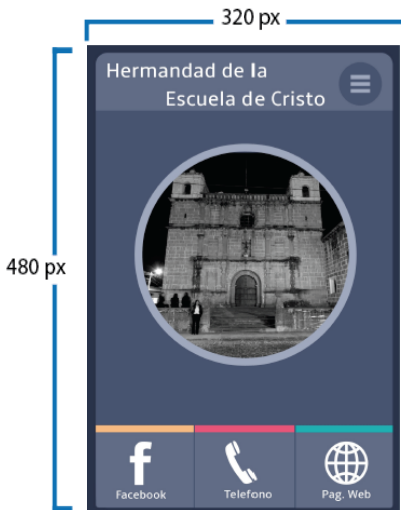 320 px
480 px
Hermandad de la
Escuela de Cristo
Facebook
Telefono
Pag. Web